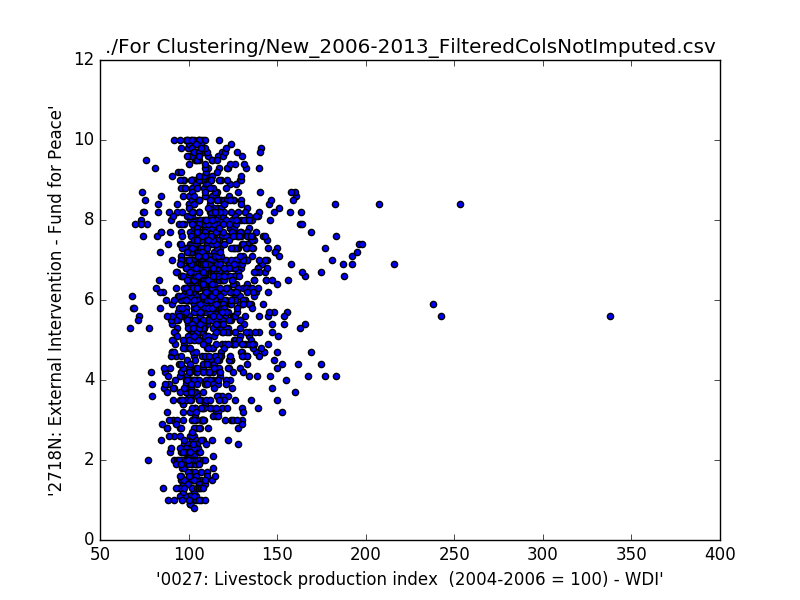 ./For Clustering/New_2006-2013_FilteredColsNotImputed.csv
12
10
8
6
4
2
0
'2718N: External Intervention - Fund for Peace'
50 100 150 200 250 300 350 400
'0027: Livestock production index  (2004-2006 = 100) - WDI'